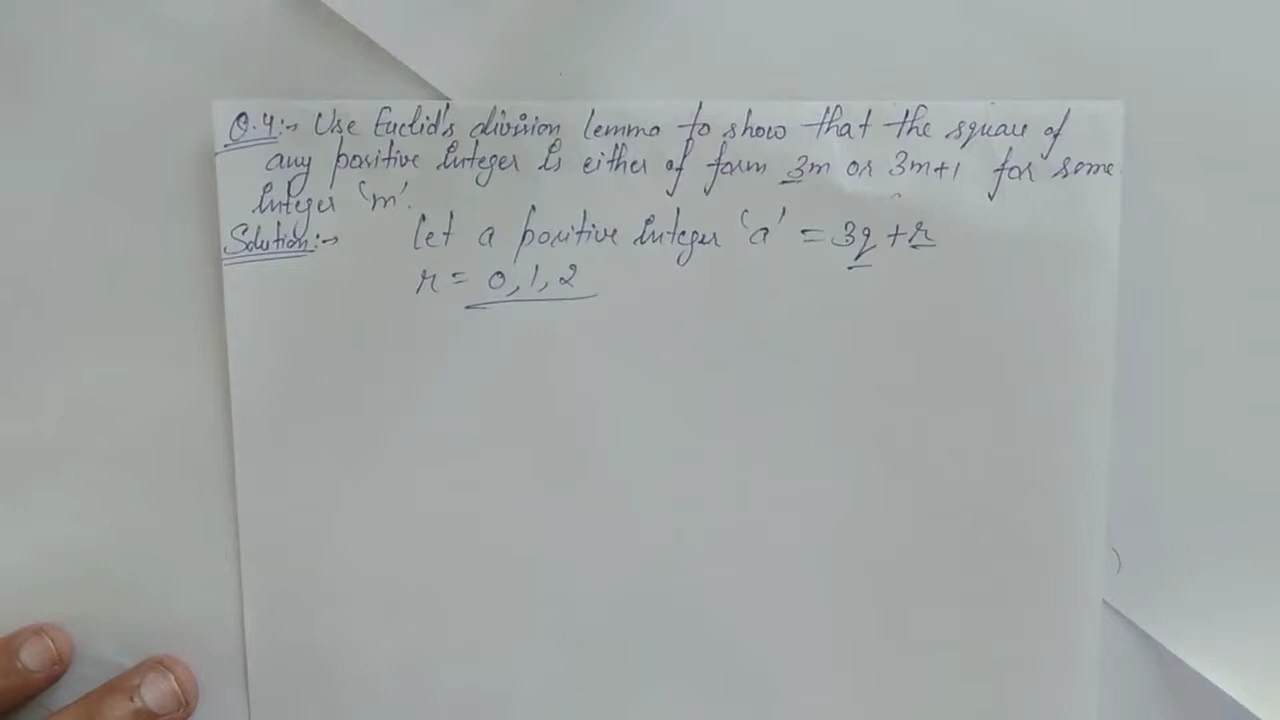 Q.4:→ Use Euclid's division lemma to show that the square of
any positive integer is either of form 3m or 3m+1 for some
integer 'm'.
Solution:→ Let a positive integer 'a' = 3q + r
r = 0, 1, 2